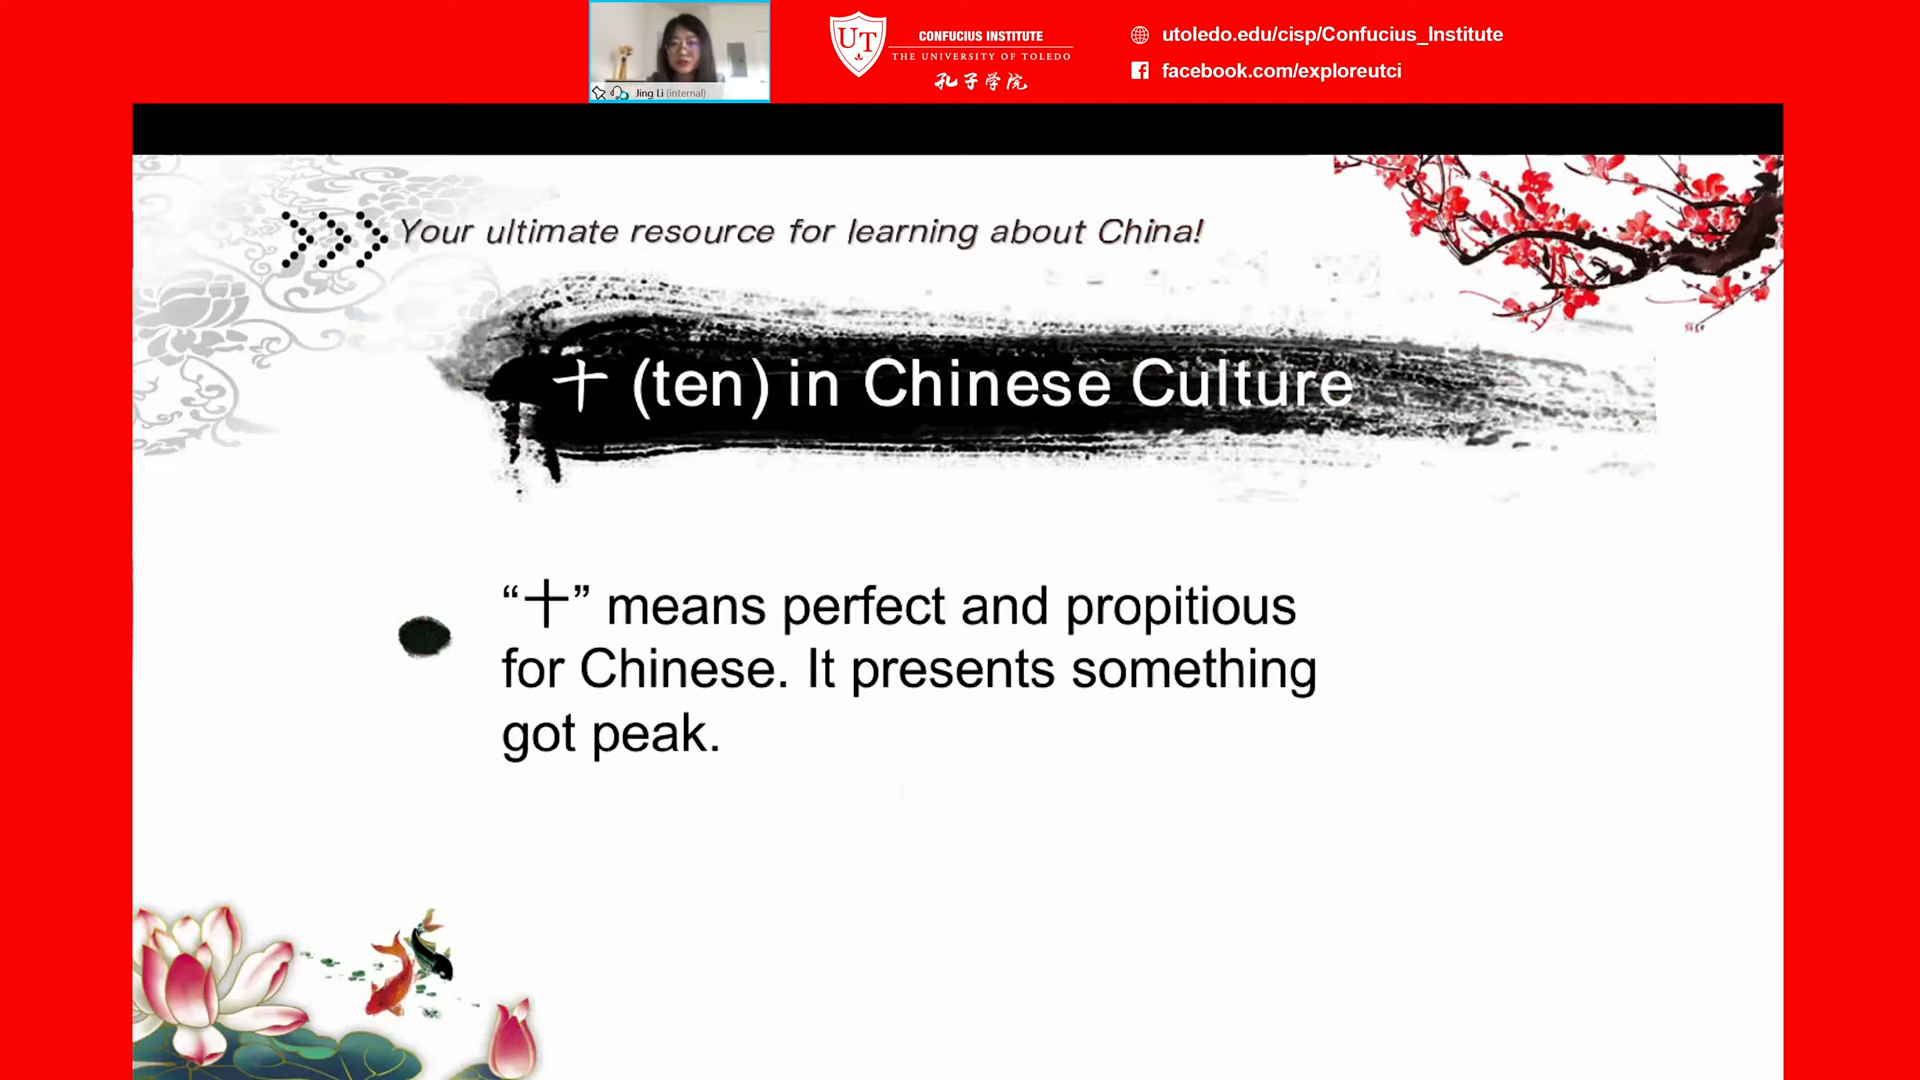 Jing Li (internal)
UT
CONFUCIUS INSTITUTE
THE UNIVERSITY OF TOLEDO
孔子学院
utoledo.edu/cisp/Confucius_Institute
facebook.com/exploreutci
Your ultimate resource for learning about China!
十 (ten) in Chinese Culture
“十” means perfect and propitious
for Chinese. It presents something
got peak.